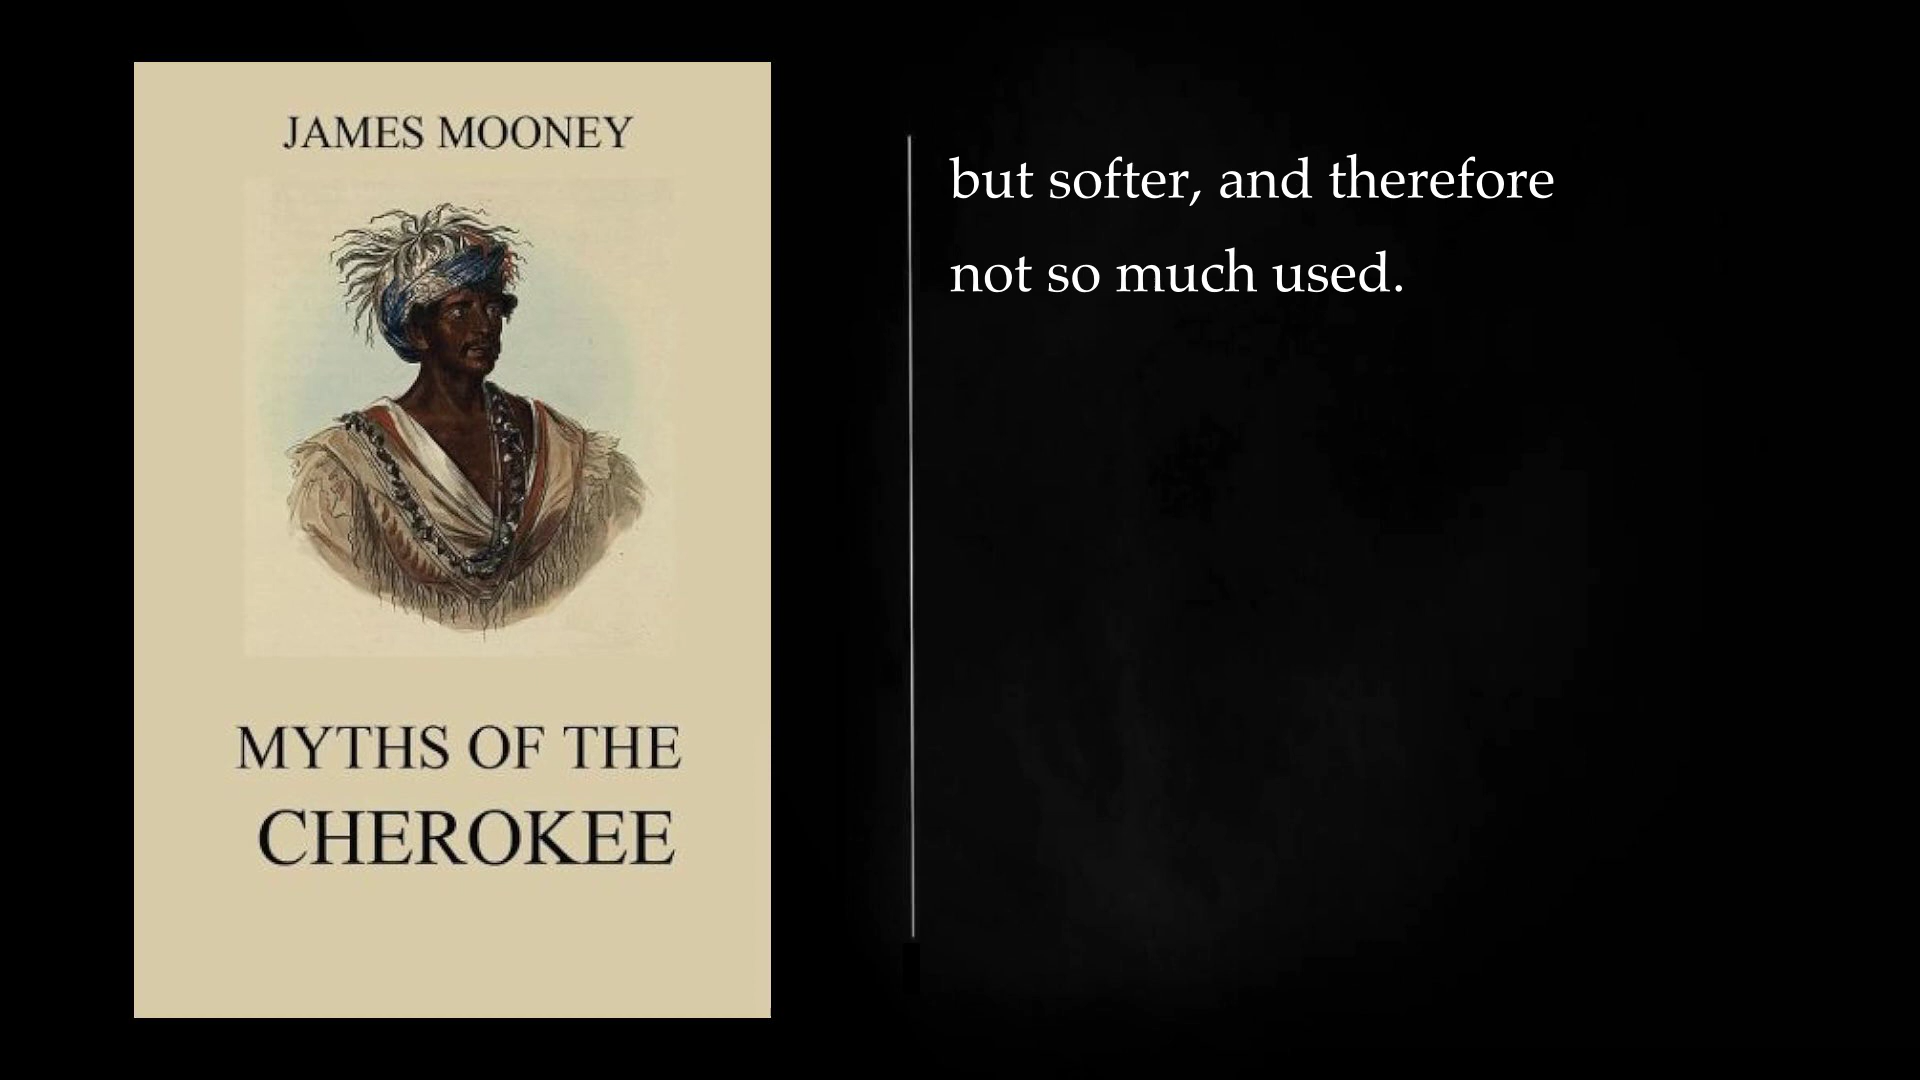 JAMES MOONEY
MYTHS OF THE
CHEROKEE
but softer, and therefore
not so much used.